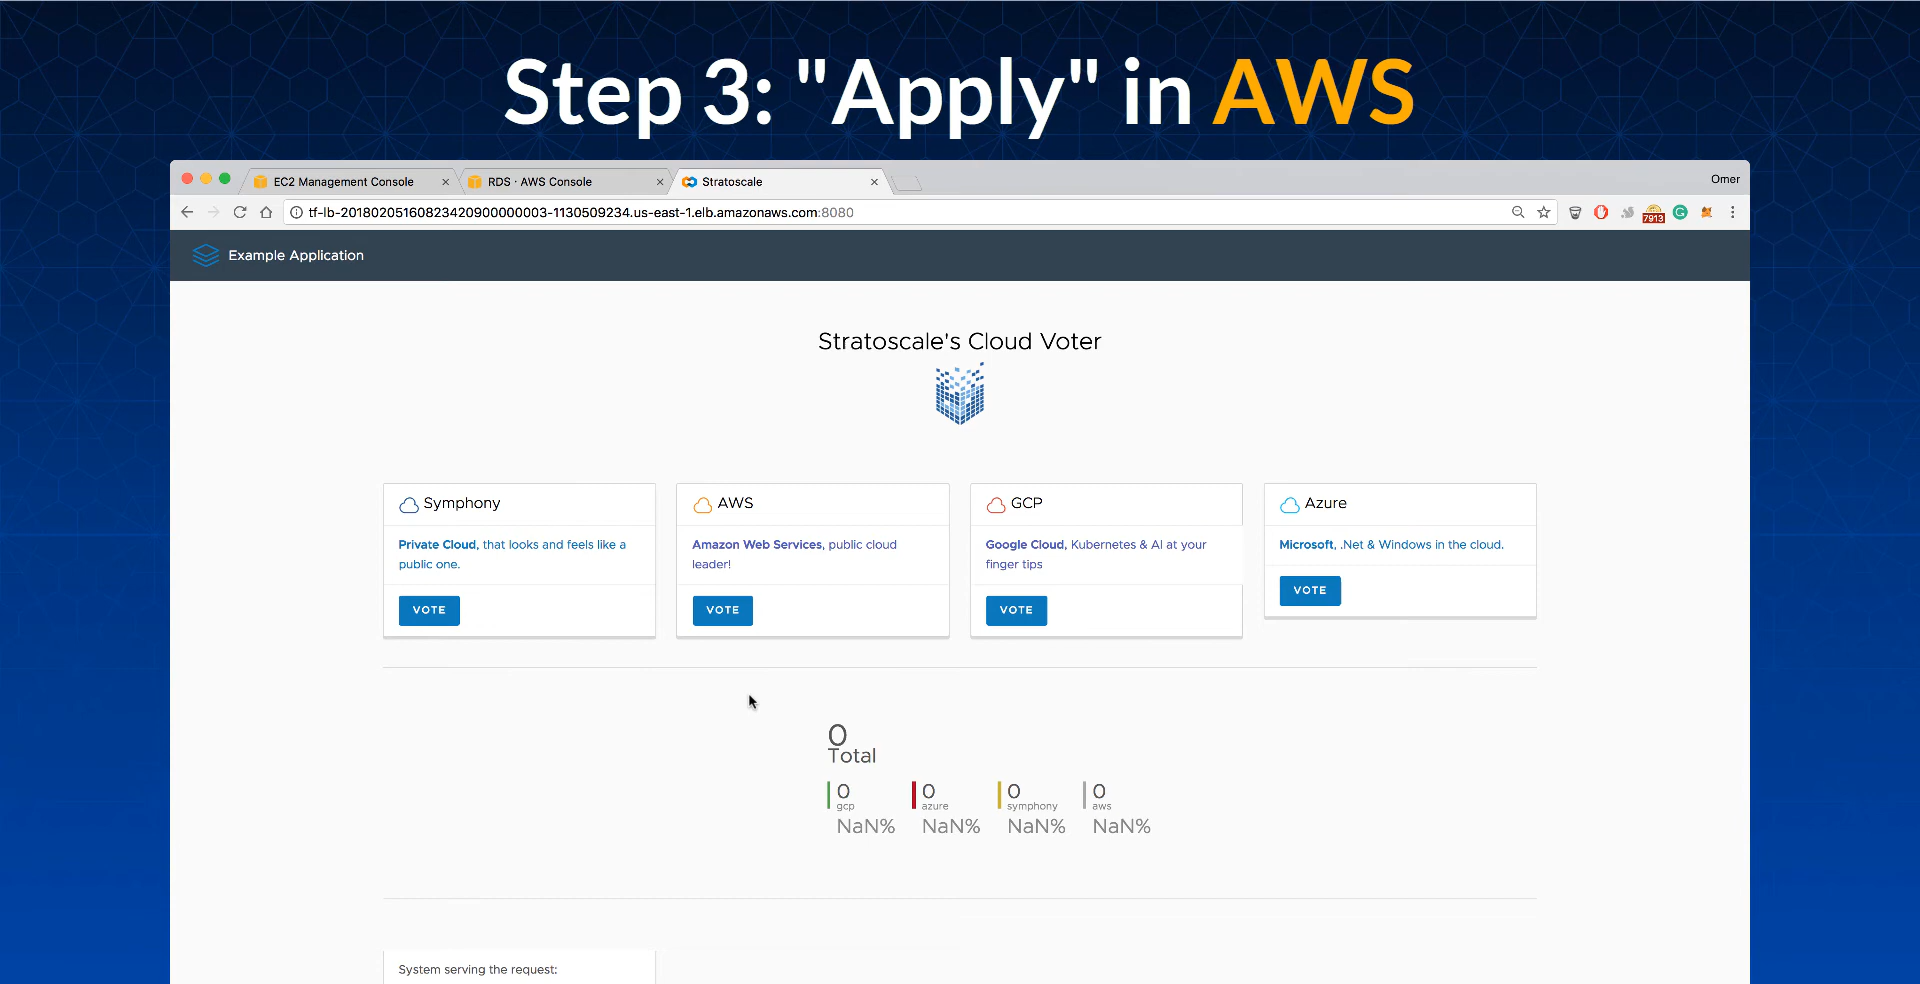 Step 3: "Apply" in AWS
EC2 Management Console
RDS · AWS Console
Stratoscale
Omer
tf-lb-20180205160823420900000003-1130509234.us-east-1.elb.amazonaws.com:8080
7913
Example Application
Stratoscale's Cloud Voter
Symphony
Private Cloud, that looks and feels like a
public one.
VOTE
AWS
Amazon Web Services, public cloud
leader!
VOTE
GCP
Google Cloud, Kubernetes & AI at your
finger tips
VOTE
Azure
Microsoft, .Net & Windows in the cloud.
VOTE
0
Total
0
gcp
NaN%
0
azure
NaN%
0
symphony
NaN%
0
aws
NaN%
System serving the request: